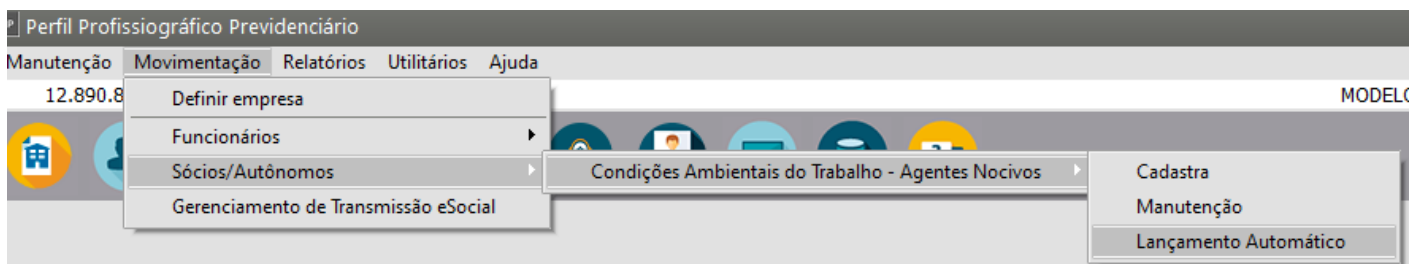 Perfil Profissiográfico Previdenciário
Manutenção Movimentação Relatórios Utilitários Ajuda
12.890.8 MODELO
Definir empresa
Funcionários
Sócios/Autônomos
Gerenciamento de Transmissão eSocial
Condições Ambientais do Trabalho - Agentes Nocivos
Cadastra
Manutenção
Lançamento Automático